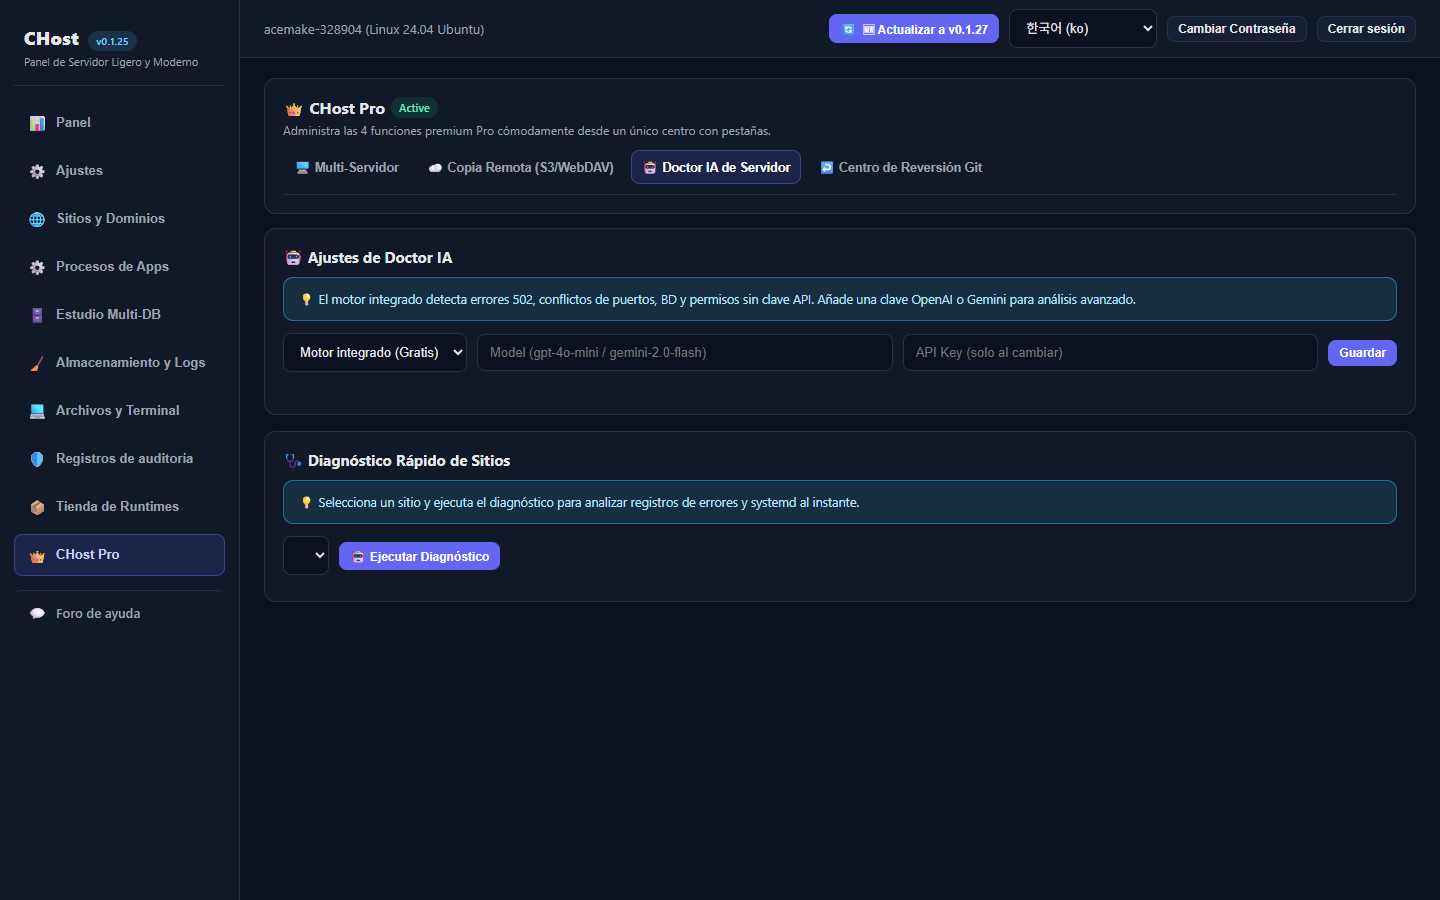 CHost v0.1.25
Panel de Servidor Ligero y Moderno
Panel
Ajustes
Sitios y Dominios
Procesos de Apps
Estudio Multi-DB
Almacenamiento y Logs
Archivos y Terminal
Registros de auditoría
Tienda de Runtimes
CHost Pro
Foro de ayuda
acemake-328904 (Linux 24.04 Ubuntu)
Actualizar a v0.1.27
한국어 (ko)
Cambiar Contraseña
Cerrar sesión
CHost Pro Active
Administra las 4 funciones premium Pro cómodamente desde un único centro con pestañas.
Multi-Servidor
Copia Remota (S3/WebDAV)
Doctor IA de Servidor
Centro de Reversión Git
Ajustes de Doctor IA
El motor integrado detecta errores 502, conflictos de puertos, BD y permisos sin clave API. Añade una clave OpenAI o Gemini para análisis avanzado.
Motor integrado (Gratis)
Model (gpt-4o-mini / gemini-2.0-flash)
API Key (solo al cambiar)
Guardar
Diagnóstico Rápido de Sitios
Selecciona un sitio y ejecuta el diagnóstico para analizar registros de errores y systemd al instante.
Ejecutar Diagnóstico